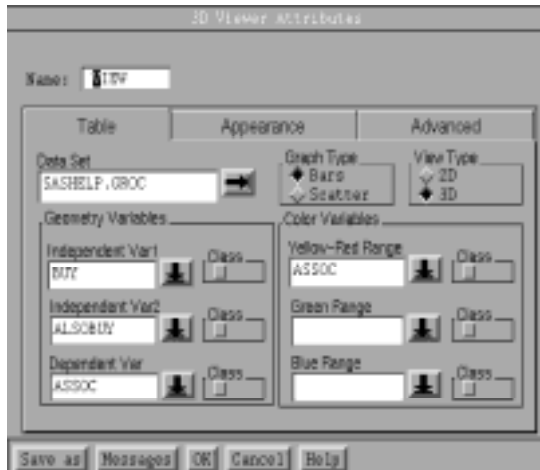 3D Viewer Attributes
Name: VIEW
Table Appearance Advanced
Data Set
SASHELP.GROC
Graph Type
Bars
Scatter
View Type
2D
3D
Geometry Variables
Independent Var1
BUY
Class
Independent Var2
ALSOBUY
Class
Dependent Var
ASSOC
Class
Color Variables
Yellow-Red Range
ASSOC
Class
Green Range
Class
Blue Range
Class
Save as Messages OK Cancel Help